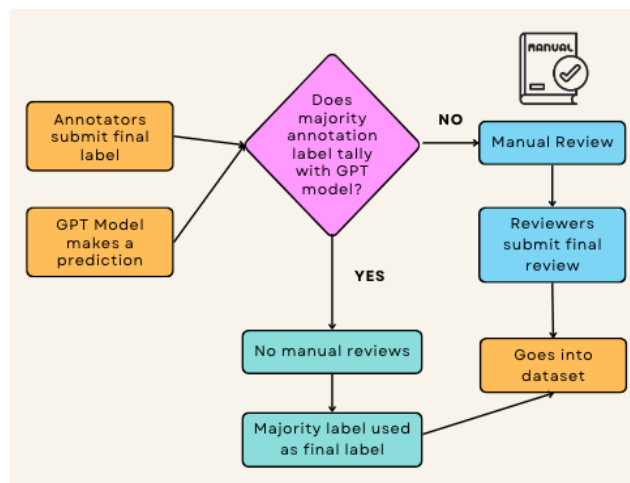 MANUAL
Annotators
submit final
label
Does
majority
annotation
label tally
with GPT
model?
NO
Manual Review
GPT Model
makes a
prediction
Reviewers
submit final
review
YES
No manual reviews
Goes into
dataset
Majority label used
as final label